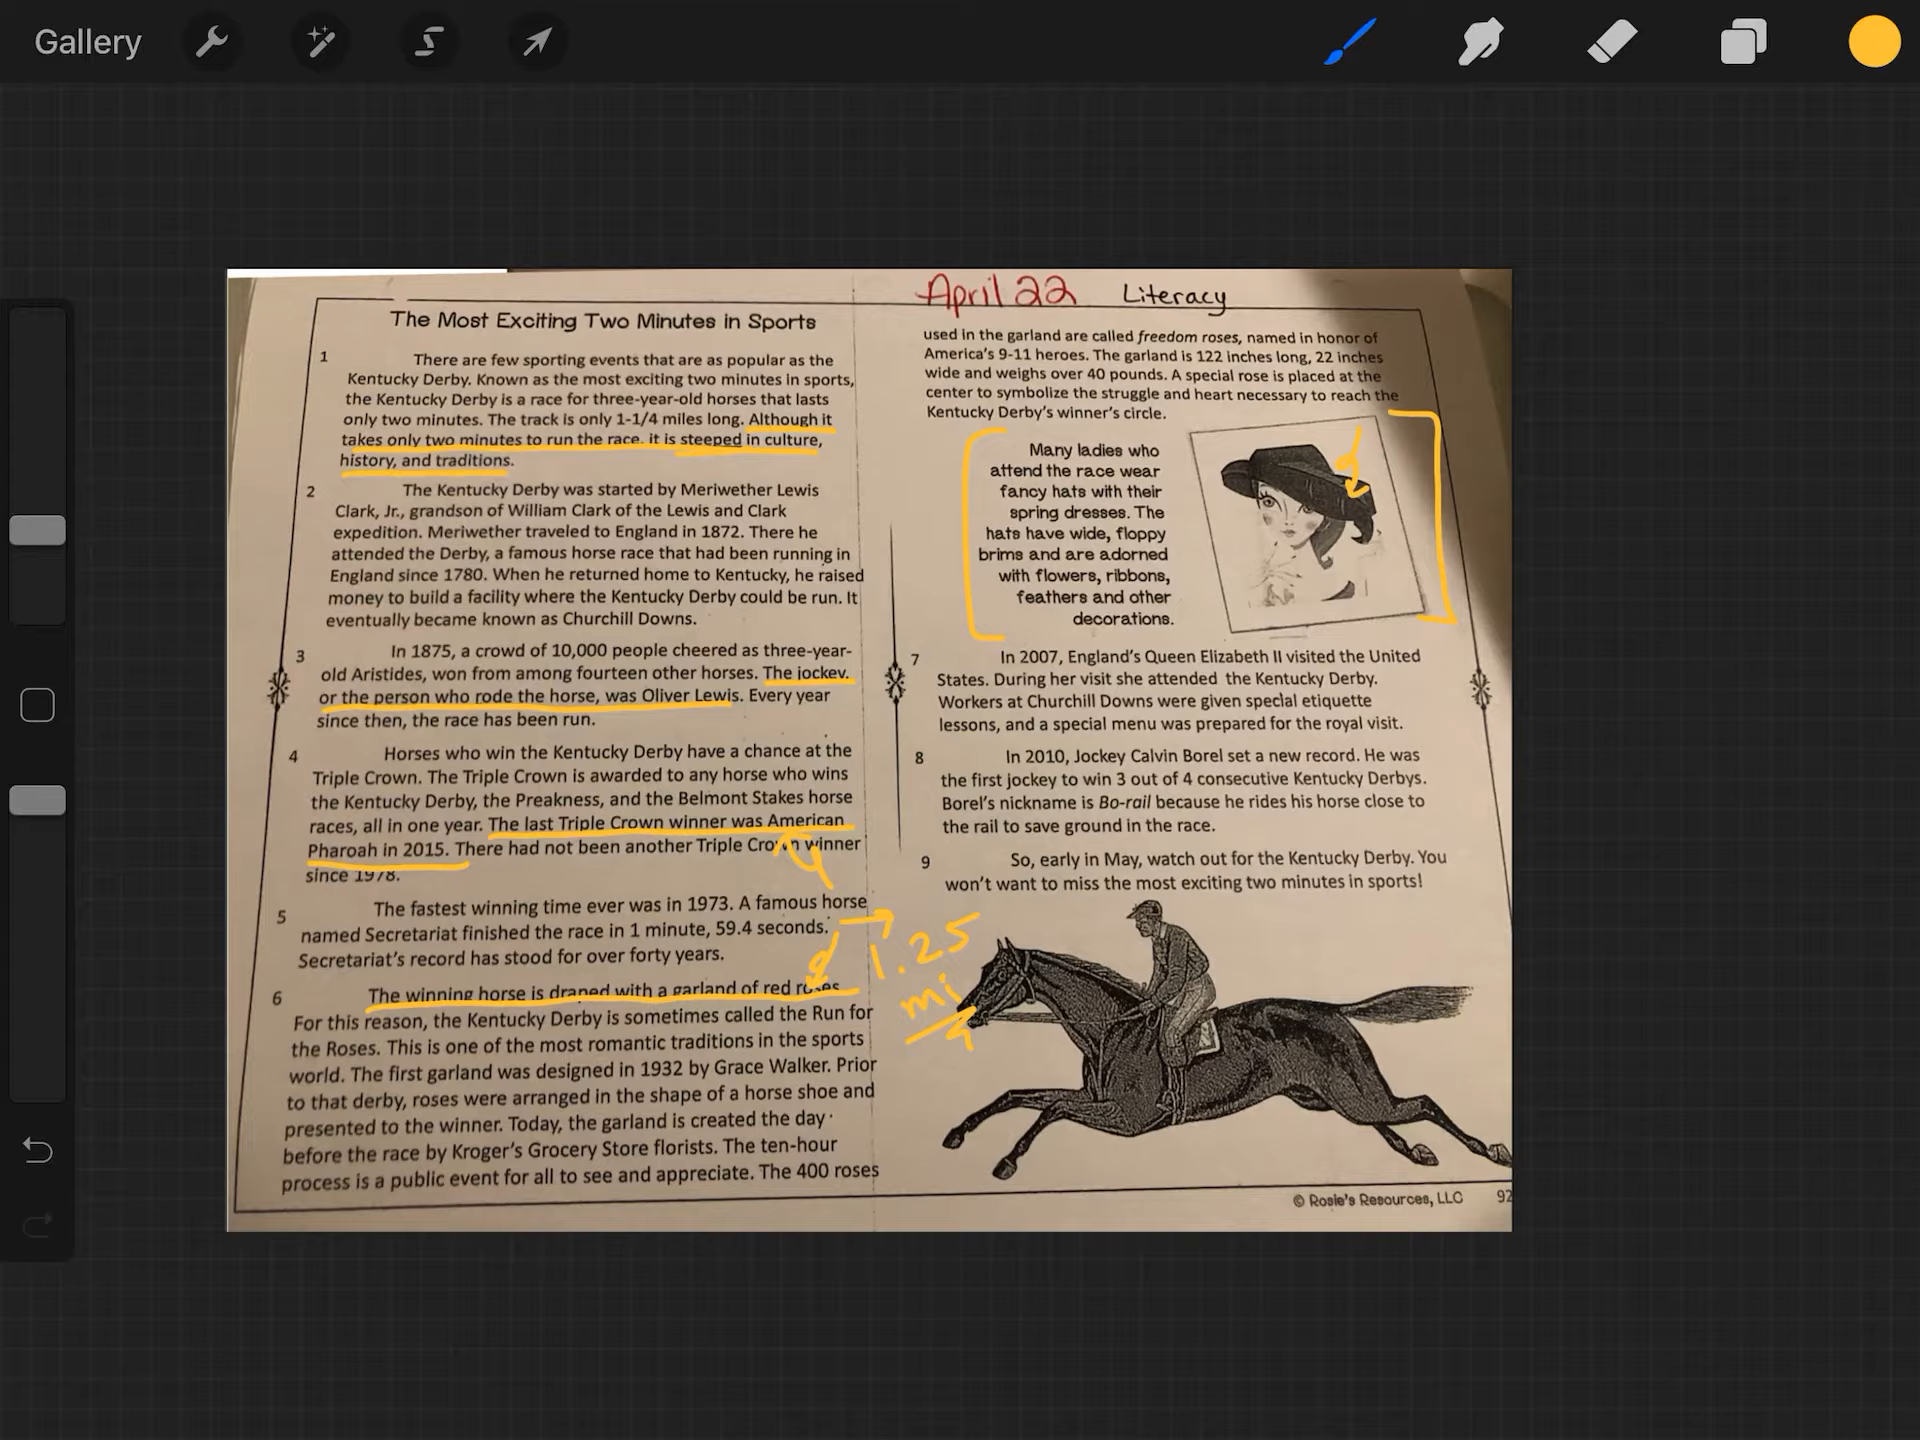 Gallery
April 22 Literacy
The Most Exciting Two Minutes in Sports
1 There are few sporting events that are as popular as the
Kentucky Derby. Known as the most exciting two minutes in sports,
the Kentucky Derby is a race for three-year-old horses that lasts
only two minutes. The track is only 1-1/4 miles long. Although it
takes only two minutes to run the race, it is steeped in culture,
history, and traditions.
2 The Kentucky Derby was started by Meriwether Lewis
Clark, Jr., grandson of William Clark of the Lewis and Clark
expedition. Meriwether traveled to England in 1872. There he
attended the Derby, a famous horse race that had been running in
England since 1780. When he returned home to Kentucky, he raised
money to build a facility where the Kentucky Derby could be run. It
eventually became known as Churchill Downs.
3 In 1875, a crowd of 10,000 people cheered as three-year-
old Aristides, won from among fourteen other horses. The jockey,
or the person who rode the horse, was Oliver Lewis. Every year
since then, the race has been run.
4 Horses who win the Kentucky Derby have a chance at the
Triple Crown. The Triple Crown is awarded to any horse who wins
the Kentucky Derby, the Preakness, and the Belmont Stakes horse
races, all in one year. The last Triple Crown winner was American
Pharoah in 2015. There had not been another Triple Crown winner
since 1978.
5 The fastest winning time ever was in 1973. A famous horse
named Secretariat finished the race in 1 minute, 59.4 seconds.
Secretariat's record has stood for over forty years.
6 The winning horse is draped with a garland of red roses.
For this reason, the Kentucky Derby is sometimes called the Run for
the Roses. This is one of the most romantic traditions in the sports
world. The first garland was designed in 1932 by Grace Walker. Prior
to that derby, roses were arranged in the shape of a horse shoe and
presented to the winner. Today, the garland is created the day
before the race by Kroger's Grocery Store florists. The ten-hour
process is a public event for all to see and appreciate. The 400 roses
used in the garland are called freedom roses, named in honor of
America's 9-11 heroes. The garland is 122 inches long, 22 inches
wide and weighs over 40 pounds. A special rose is placed at the
center to symbolize the struggle and heart necessary to reach the
Kentucky Derby's winner's circle.
Many ladies who
attend the race wear
fancy hats with their
spring dresses. The
hats have wide, floppy
brims and are adorned
with flowers, ribbons,
feathers and other
decorations.
7 In 2007, England's Queen Elizabeth II visited the United
States. During her visit she attended the Kentucky Derby.
Workers at Churchill Downs were given special etiquette
lessons, and a special menu was prepared for the royal visit.
8 In 2010, Jockey Calvin Borel set a new record. He was
the first jockey to win 3 out of 4 consecutive Kentucky Derbys.
Borel's nickname is Bo-rail because he rides his horse close to
the rail to save ground in the race.
9 So, early in May, watch out for the Kentucky Derby. You
won't want to miss the most exciting two minutes in sports!
1.25
mi
© Rosie's Resources, LLC 92